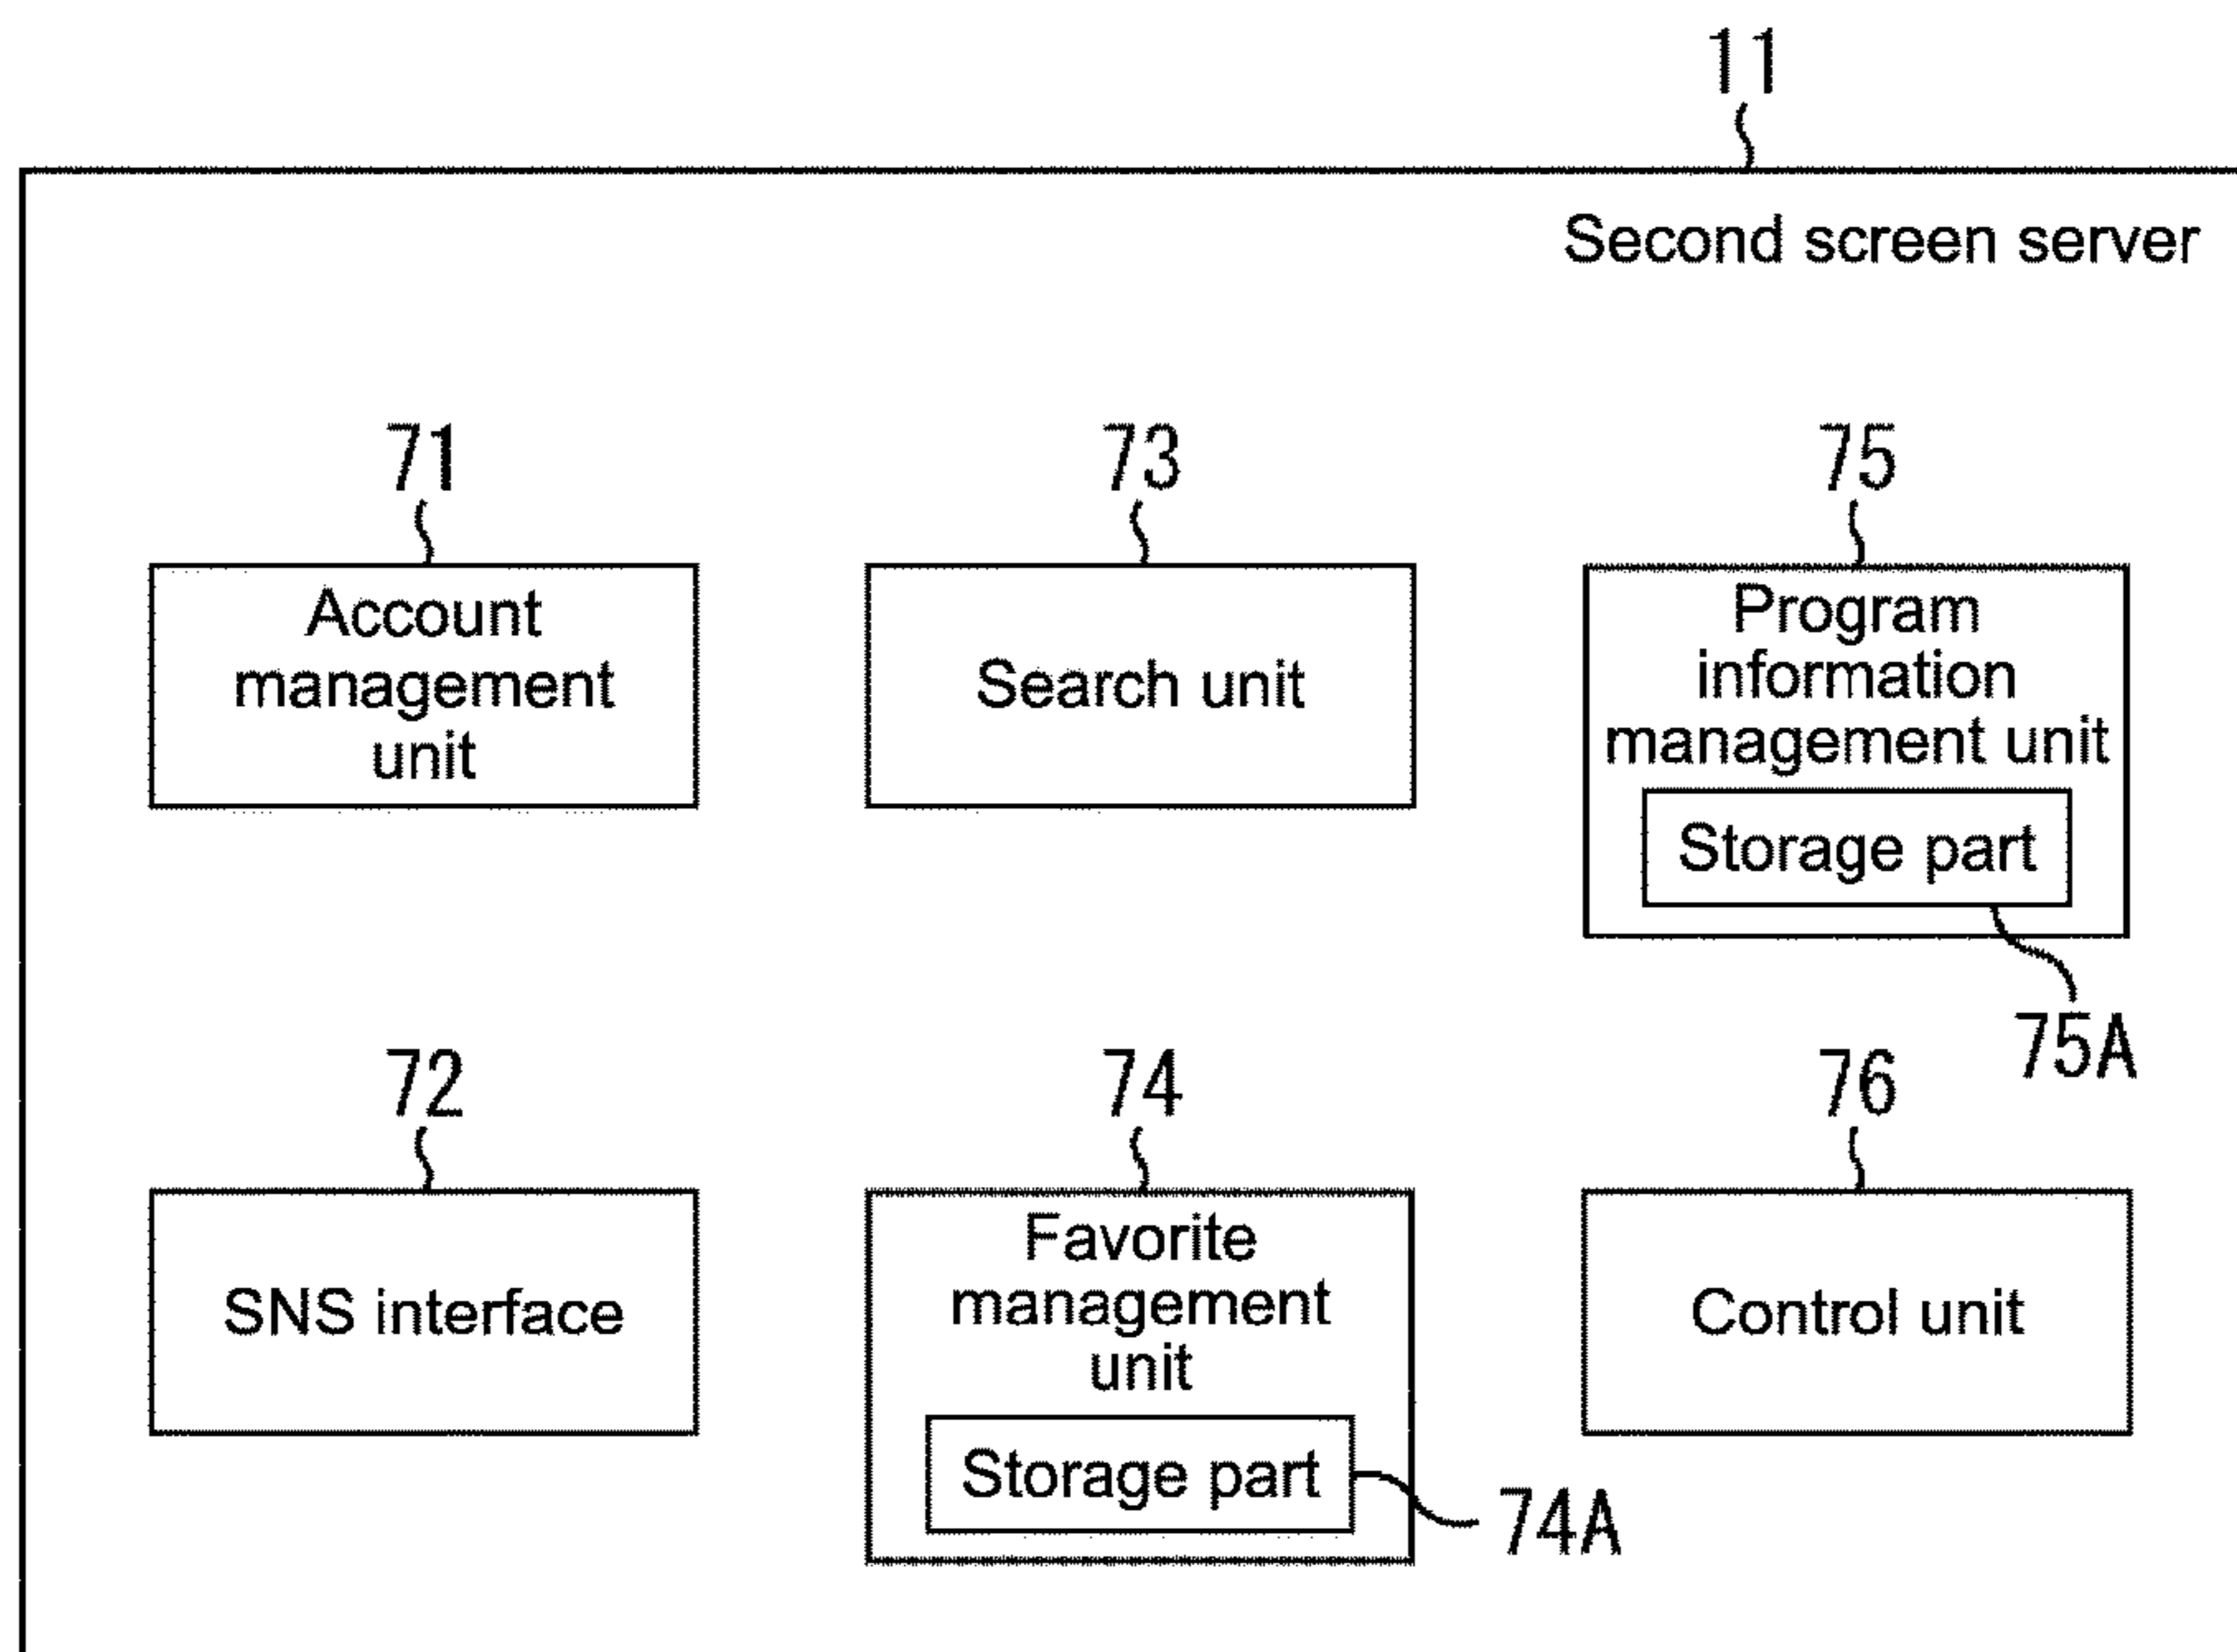 11
Second screen server
71
73
75
Account
management
unit
Search unit
Program
information
management unit
Storage part
75A
72
74
76
SNS interface
Favorite
management
unit
Storage part
74A
Control unit